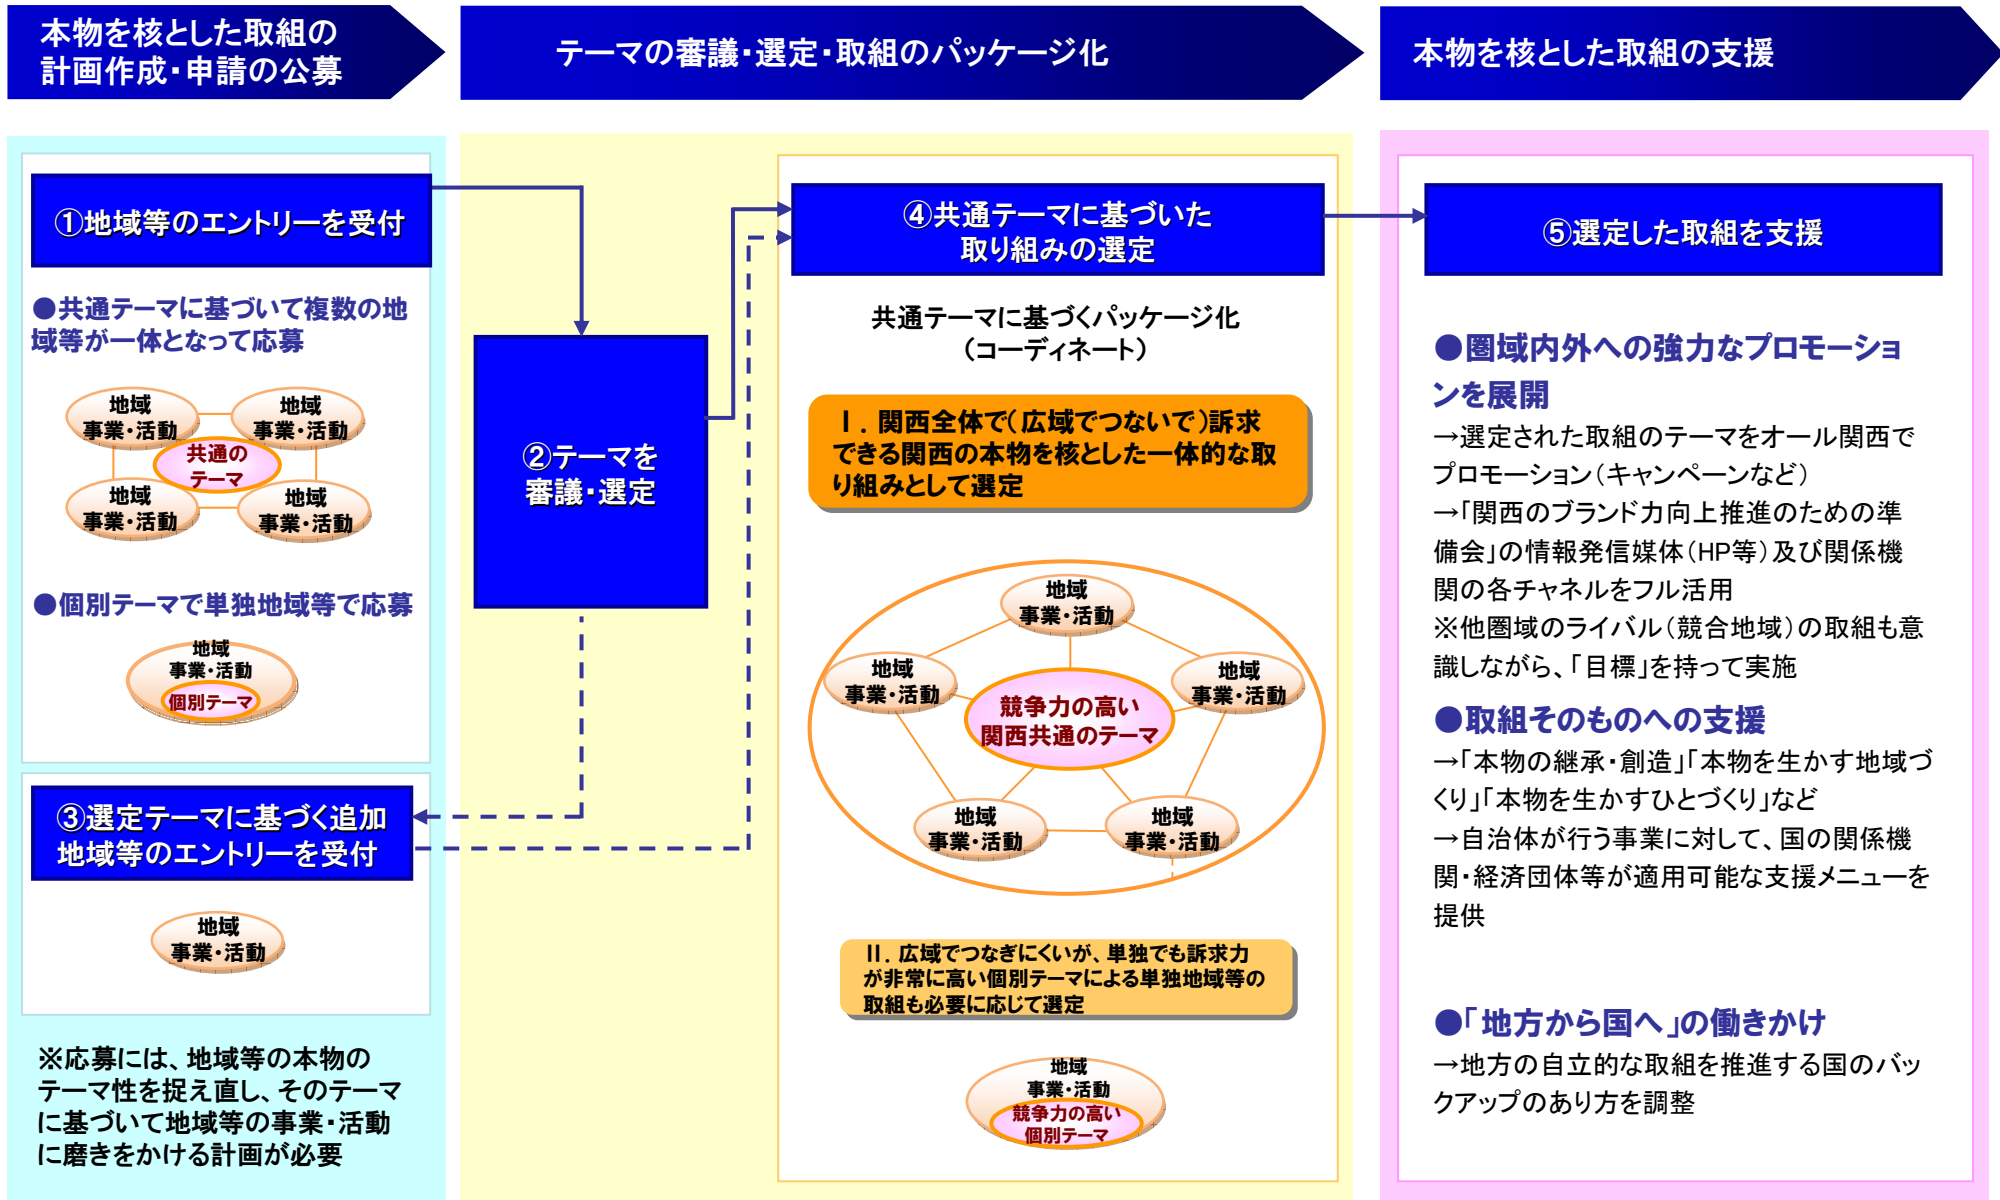 本物を核とした取組の
計画作成・申請の公募
テーマの審議・選定・取組のパッケージ化
本物を核とした取組の支援
①地域等のエントリーを受付
●共通テーマに基づいて複数の地
域等が一体となって応募
地域
事業・活動
地域
事業・活動
共通の
テーマ
地域
事業・活動
地域
事業・活動
●個別テーマで単独地域等で応募
地域
事業・活動
個別テーマ
③選定テーマに基づく追加
地域等のエントリーを受付
地域
事業・活動
※応募には、地域等の本物の
テーマ性を捉え直し、そのテーマ
に基づいて地域等の事業・活動
に磨きをかける計画が必要
②テーマを
審議・選定
④共通テーマに基づいた
取り組みの選定
共通テーマに基づくパッケージ化
（コーディネート）
Ⅰ．関西全体で（広域でつないで）訴求
できる関西の本物を核とした一体的な取
り組みとして選定
地域
事業・活動
地域
事業・活動
地域
事業・活動
競争力の高い
関西共通のテーマ
地域
事業・活動
地域
事業・活動
Ⅱ．広域でつなぎにくいが、単独でも訴求力
が非常に高い個別テーマによる単独地域等の
取組も必要に応じて選定
地域
事業・活動
競争力の高い
個別テーマ
⑤選定した取組を支援
●圏域内外への強力なプロモーショ
ンを展開
→選定された取組のテーマをオール関西で
プロモーション（キャンペーンなど）
→「関西のブランド力向上推進のための準
備会」の情報発信媒体（HP等）及び関係機
関の各チャネルをフル活用
※他圏域のライバル（競合地域）の取組も意
識しながら、「目標」を持って実施
●取組そのものへの支援
→「本物の継承・創造」「本物を生かす地域づ
くり」「本物を生かすひとづくり」など
→自治体が行う事業に対して、国の関係機
関・経済団体等が適用可能な支援メニューを
提供
●「地方から国へ」の働きかけ
→地方の自立的な取組を推進する国のバッ
クアップのあり方を調整